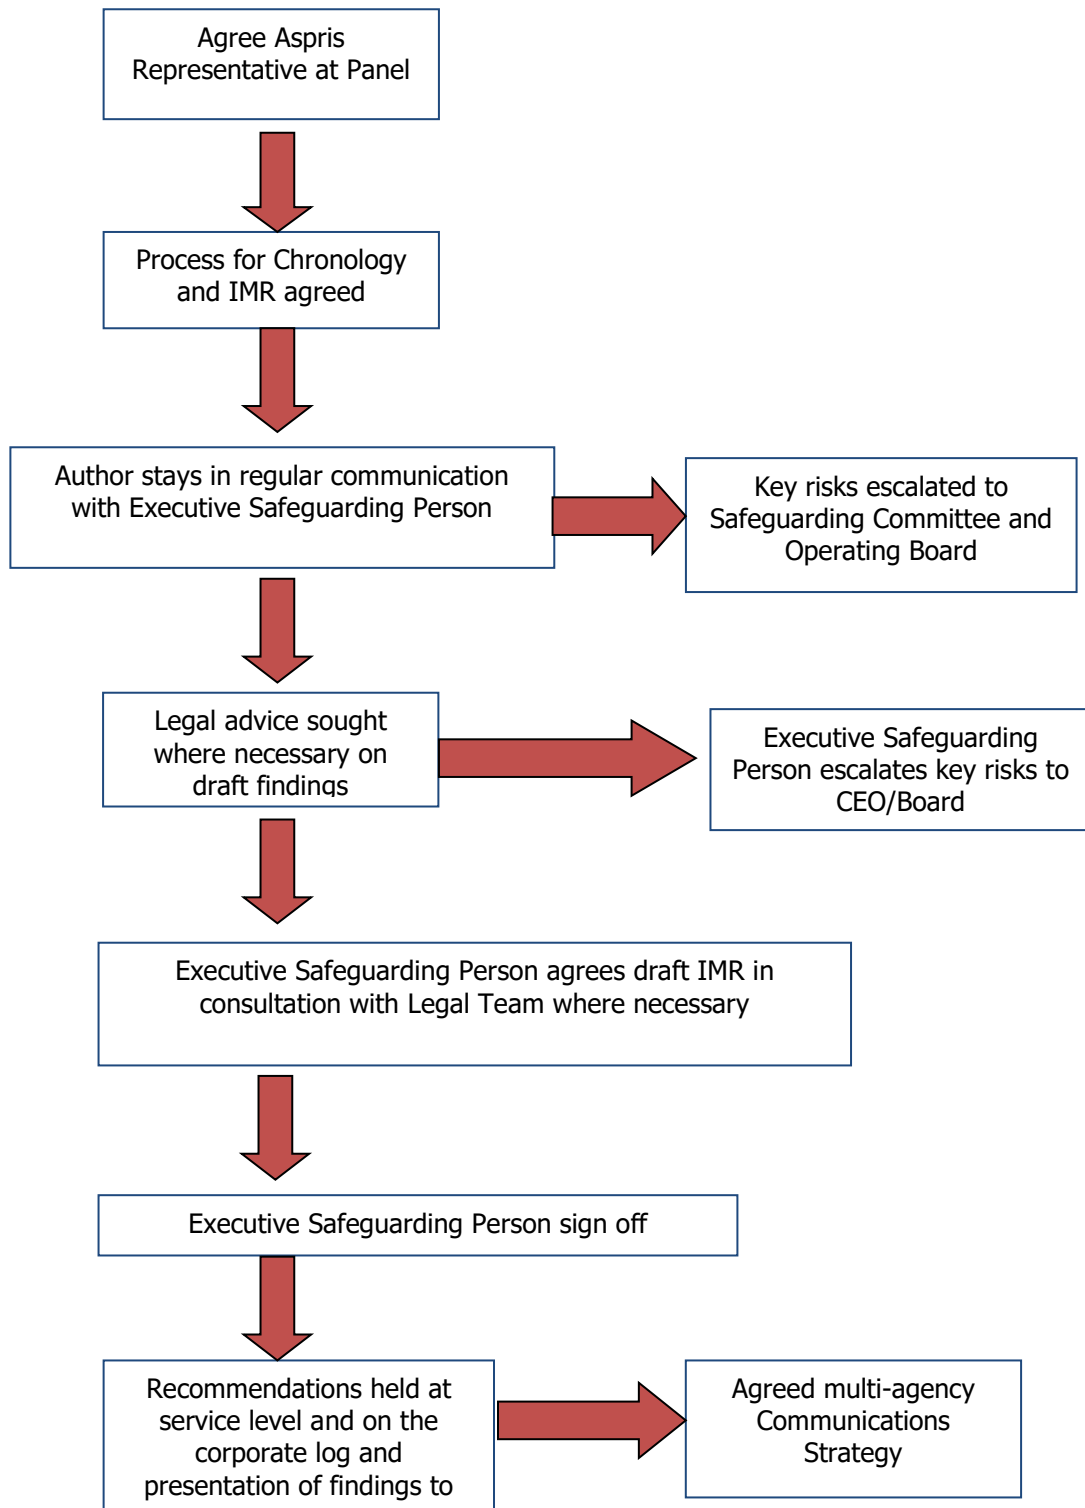 Agree Aspris
Representative at Panel
Process for Chronology
and IMR agreed
Author stays in regular communication
with Executive Safeguarding Person
Key risks escalated to
Safeguarding Committee and
Operating Board
Legal advice sought
where necessary on
draft findings
Executive Safeguarding
Person escalates key risks to
CEO/Board
Executive Safeguarding Person agrees draft IMR in
consultation with Legal Team where necessary
Executive Safeguarding Person sign off
Recommendations held at
service level and on the
corporate log and
presentation of findings to
Agreed multi-agency
Communications
Strategy